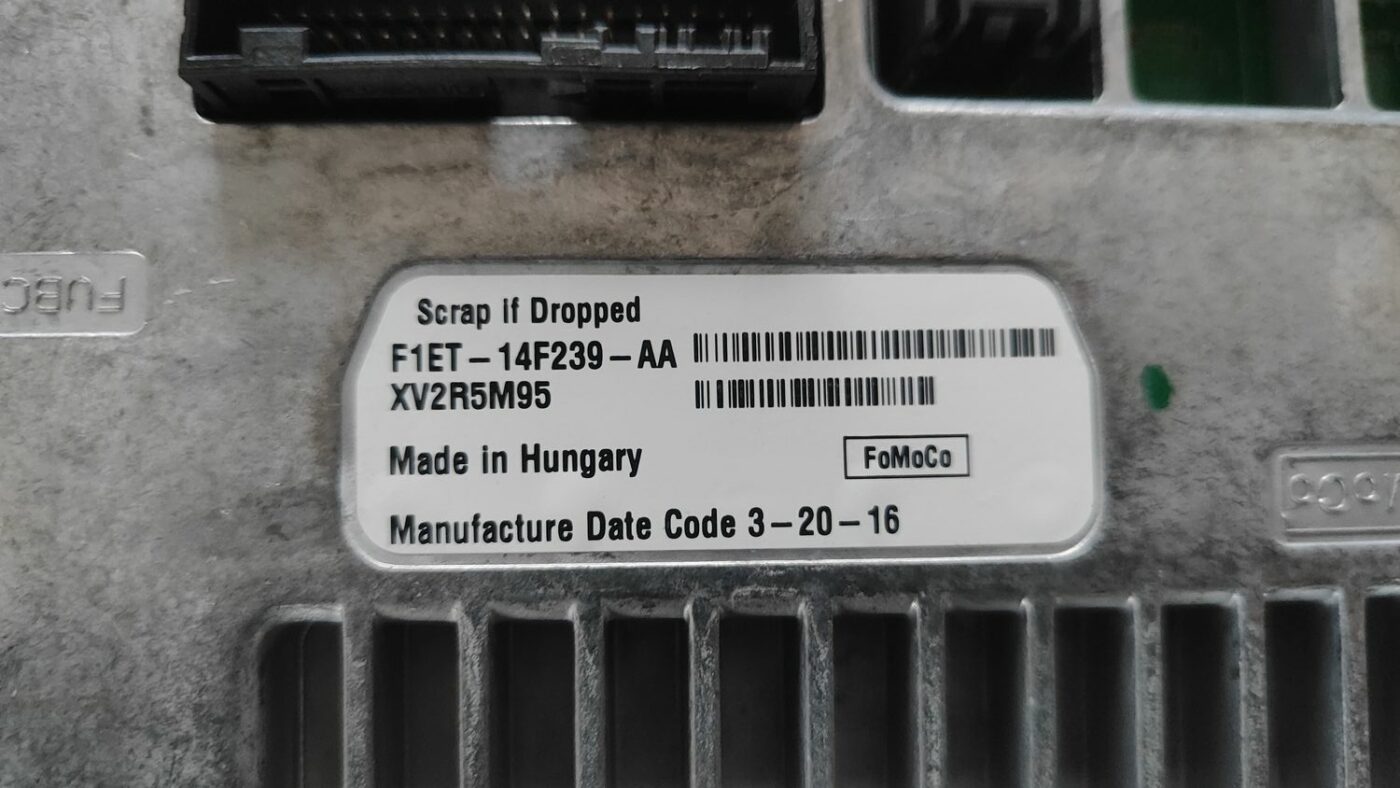 Scrap if Dropped
F1ET-14F239-AA
XV2R5M95
Made in Hungary
FoMoCo
Manufacture Date Code 3-20-16